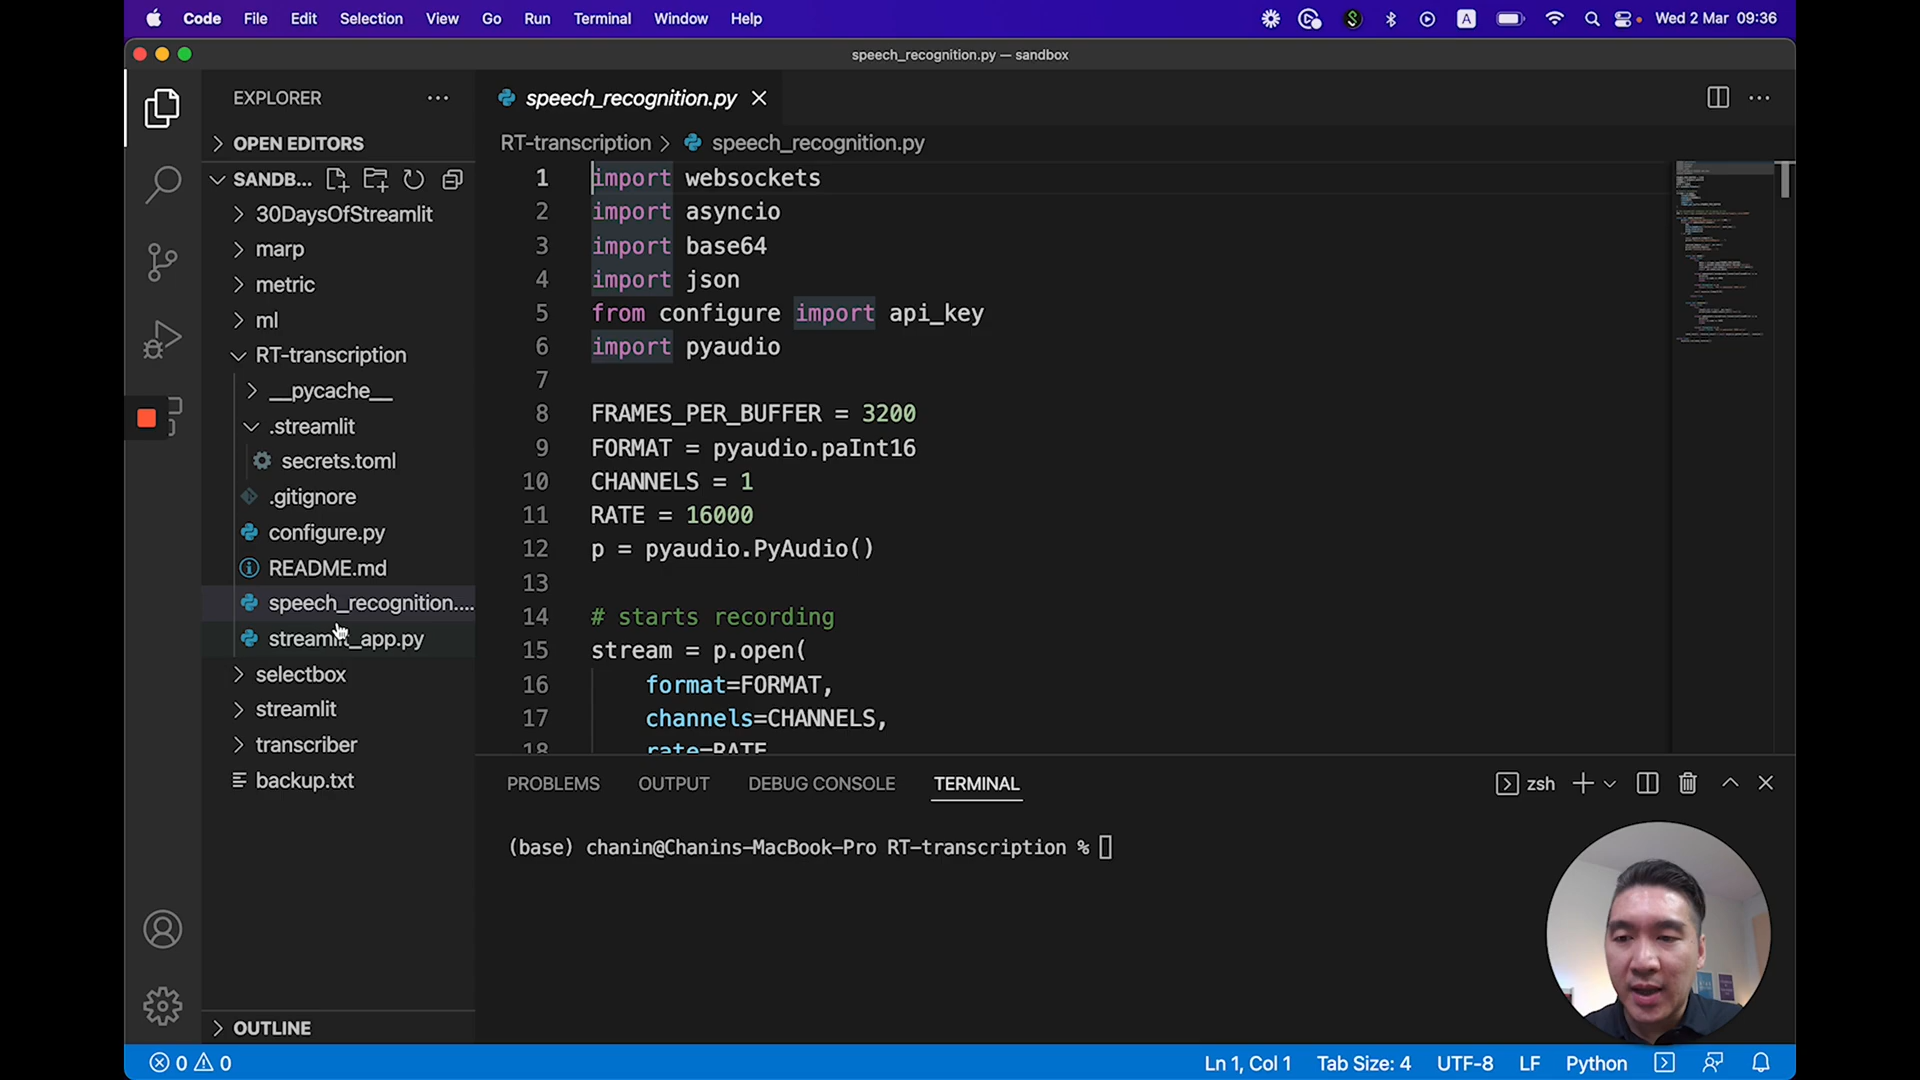 Code File Edit Selection View Go Run Terminal Window Help
A
Wed 2 Mar 09:36
speech_recognition.py — sandbox
EXPLORER
OPEN EDITORS
SANDB...
30DaysOfStreamlit
marp
metric
ml
RT-transcription
__pycache__
.streamlit
secrets.toml
.gitignore
configure.py
README.md
speech_recognition....
streamlit_app.py
selectbox
streamlit
transcriber
backup.txt
OUTLINE
speech_recognition.py
RT-transcription > speech_recognition.py
1 import websockets
2 import asyncio
3 import base64
4 import json
5 from configure import api_key
6 import pyaudio
7
8 FRAMES_PER_BUFFER = 3200
9 FORMAT = pyaudio.paInt16
10 CHANNELS = 1
11 RATE = 16000
12 p = pyaudio.PyAudio()
13
14 # starts recording
15 stream = p.open(
16 format=FORMAT,
17 channels=CHANNELS,
18 rate=RATE
PROBLEMS OUTPUT DEBUG CONSOLE TERMINAL
zsh
(base) chanin@Chanins-MacBook-Pro RT-transcription %
0 0
Ln 1, Col 1 Tab Size: 4 UTF-8 LF Python